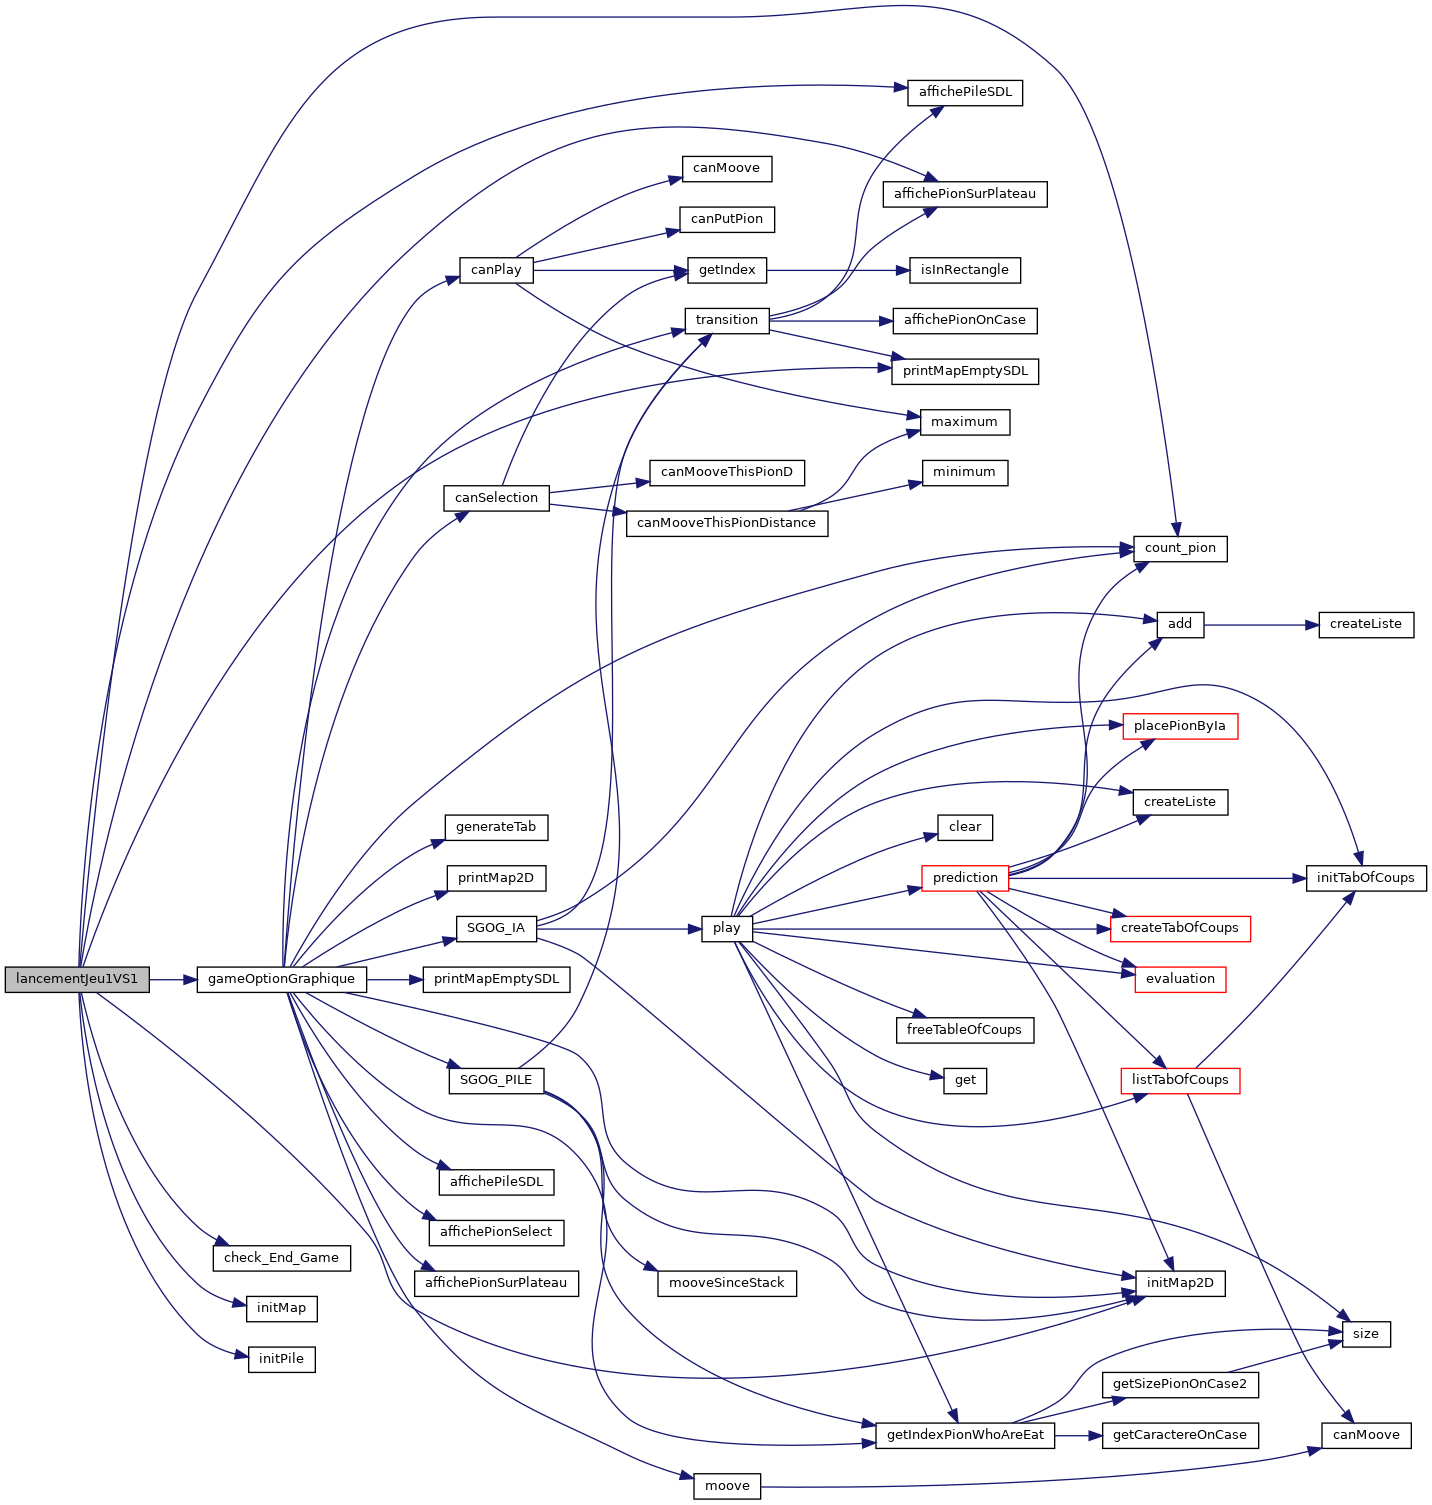 affichePileSDL
canMoove
affichePionSurPlateau
canPutPion
canPlay
getIndex
isInRectangle
transition
affichePionOnCase
printMapEmptySDL
maximum
canMooveThisPionD
minimum
canSelection
canMooveThisPionDistance
count_pion
add
createListe
placePionByIa
createListe
generateTab
clear
printMap2D
prediction
initTabOfCoups
SGOG_IA
play
createTabOfCoups
lancementJeu1VS1
gameOptionGraphique
printMapEmptySDL
evaluation
freeTableOfCoups
SGOG_PILE
get
listTabOfCoups
affichePileSDL
affichePionSelect
check_End_Game
affichePionSurPlateau
mooveSinceStack
initMap2D
initMap
size
initPile
getSizePionOnCase2
getIndexPionWhoAreEat
getCaractereOnCase
canMoove
moove